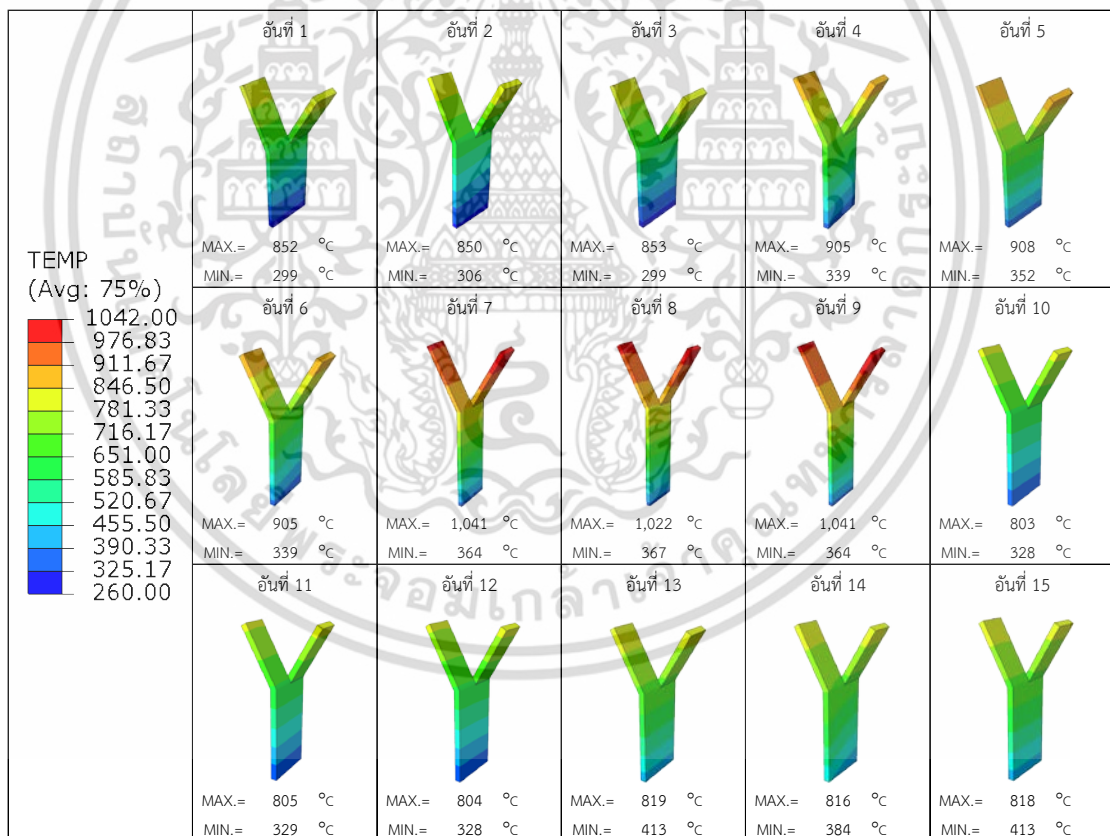 อันที่ 1
อันที่ 2
อันที่ 3
อันที่ 4
อันที่ 5
MAX.= 852 °C
MAX.= 850 °C
MAX.= 853 °C
MAX.= 905 °C
MAX.= 908 °C
MIN.= 299 °C
MIN.= 306 °C
MIN.= 299 °C
MIN.= 339 °C
MIN.= 352 °C
TEMP
(Avg: 75%)
1042.00
976.83
911.67
846.50
781.33
716.17
651.00
585.83
520.67
455.50
390.33
325.17
260.00
อันที่ 6
อันที่ 7
อันที่ 8
อันที่ 9
อันที่ 10
MAX.= 905 °C
MAX.= 1,041 °C
MAX.= 1,022 °C
MAX.= 1,041 °C
MAX.= 803 °C
MIN.= 339 °C
MIN.= 364 °C
MIN.= 367 °C
MIN.= 364 °C
MIN.= 328 °C
อันที่ 11
อันที่ 12
อันที่ 13
อันที่ 14
อันที่ 15
MAX.= 805 °C
MAX.= 804 °C
MAX.= 819 °C
MAX.= 816 °C
MAX.= 818 °C
MIN.= 329 °C
MIN.= 328 °C
MIN.= 413 °C
MIN.= 384 °C
MIN.= 413 °C